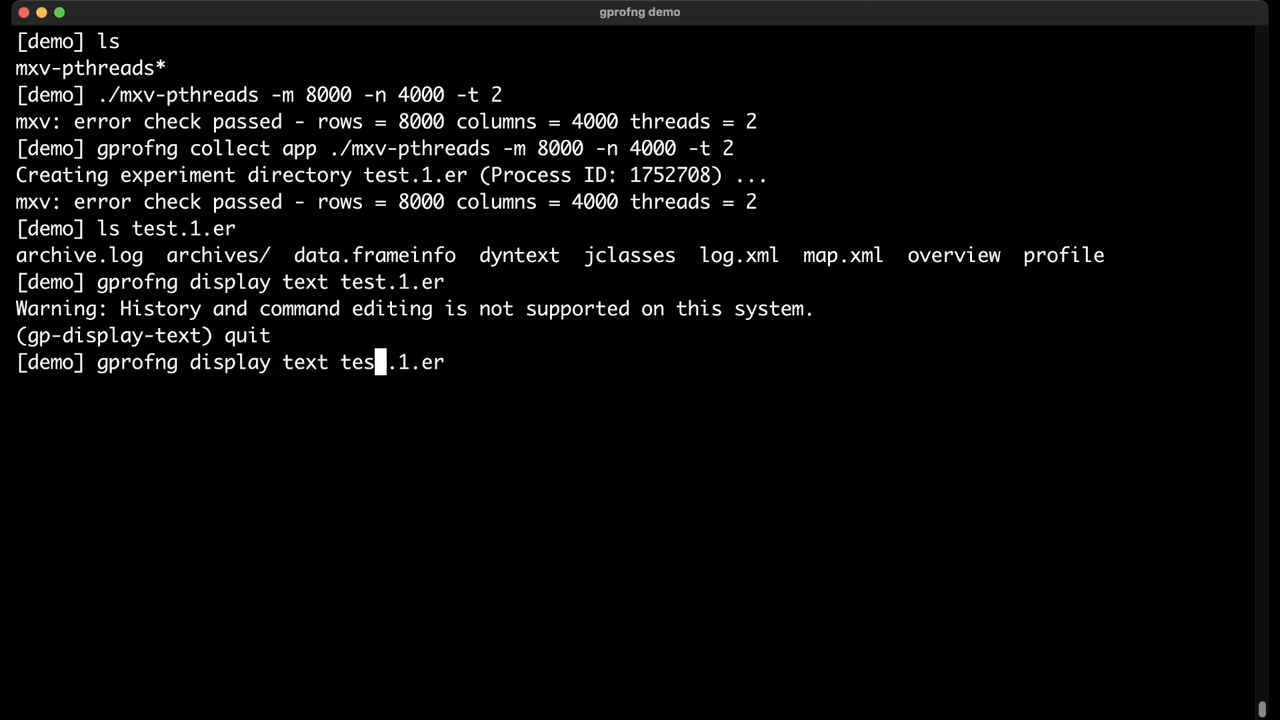 gprofng demo
[demo] ls
mxv-pthreads*
[demo] ./mxv-pthreads -m 8000 -n 4000 -t 2
mxv: error check passed - rows = 8000 columns = 4000 threads = 2
[demo] gprofng collect app ./mxv-pthreads -m 8000 -n 4000 -t 2
Creating experiment directory test.1.er (Process ID: 1752708) ...
mxv: error check passed - rows = 8000 columns = 4000 threads = 2
[demo] ls test.1.er
archive.log  archives/  data.frameinfo  dyntext  jclasses  log.xml  map.xml  overview  profile
[demo] gprofng display text test.1.er
Warning: History and command editing is not supported on this system.
(gp-display-text) quit
[demo] gprofng display text tes .1.er